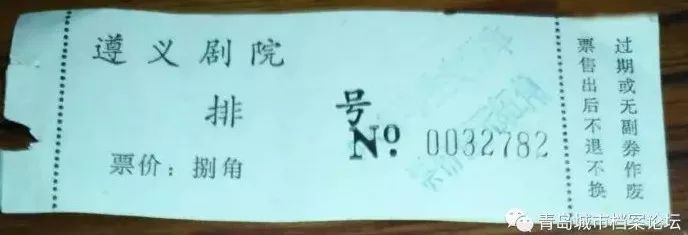 遵义剧院
排 号
No. 0032782
票价：捌角
过期或无副券作废
票售出后不退不换
青岛城市档案论坛